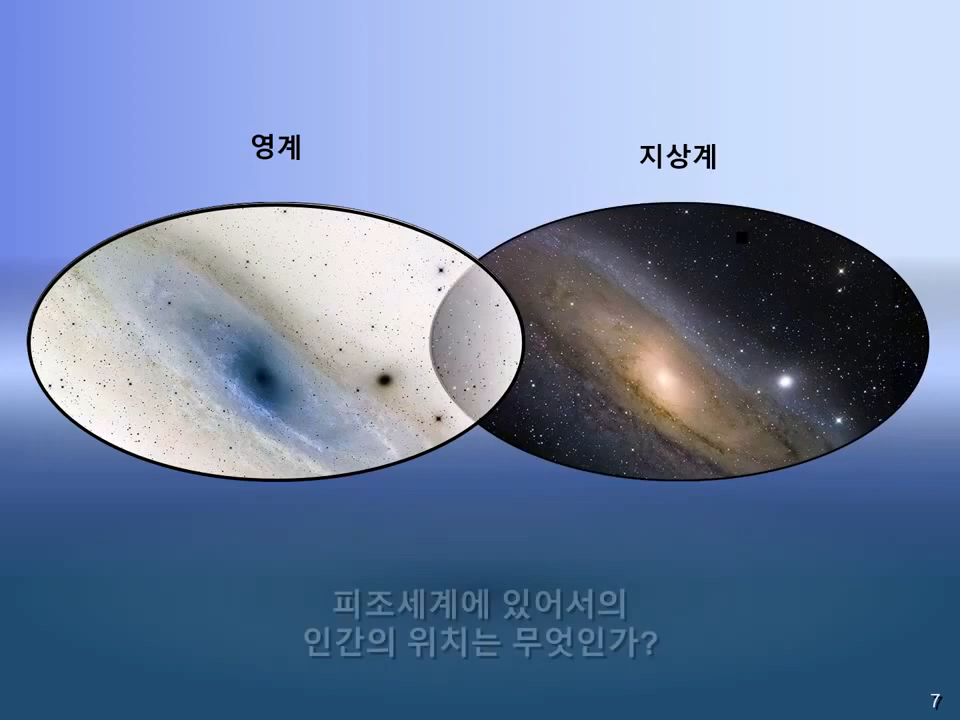 영계
지상계
피조세계에 있어서의
인간의 위치는 무엇인가?
7